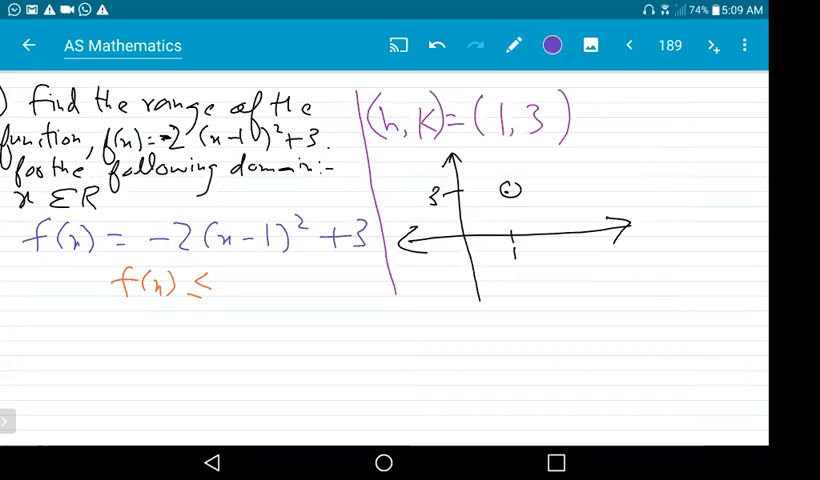 74% 5:09 AM
AS Mathematics
189
) find the range of the
function, f(x) = -2 (x-1)² + 3.
for the following domain:-
x Σ R
f(x) = -2(x-1)² + 3
f(x) ≤
(h, K) = (1, 3)
3
1